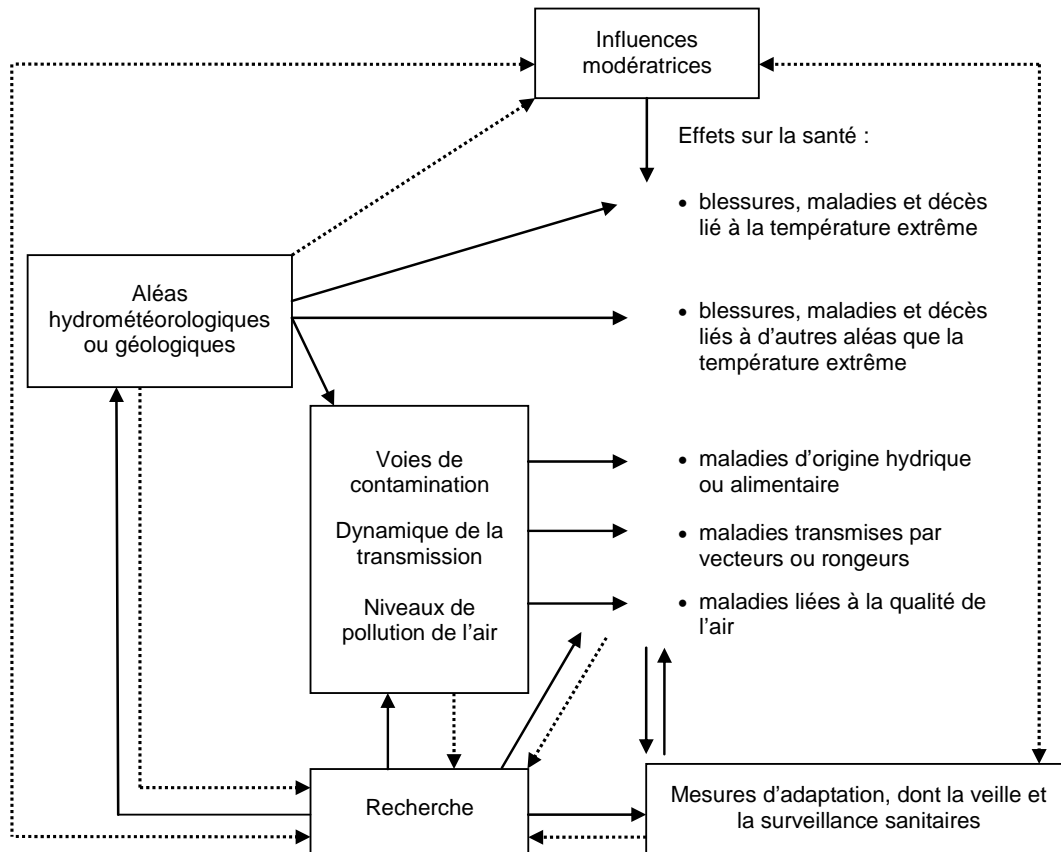 Influences
modératrices
Effets sur la santé :
• blessures, maladies et décès
lié à la température extrême
Aléas
hydrométéorologiques
ou géologiques
• blessures, maladies et décès
liés à d'autres aléas que la
température extrême
Voies de
contamination
• maladies d'origine hydrique
ou alimentaire
Dynamique de la
transmission
• maladies transmises par
vecteurs ou rongeurs
Niveaux de
pollution de l'air
• maladies liées à la qualité de
l'air
Recherche
Mesures d'adaptation, dont la veille et
la surveillance sanitaires